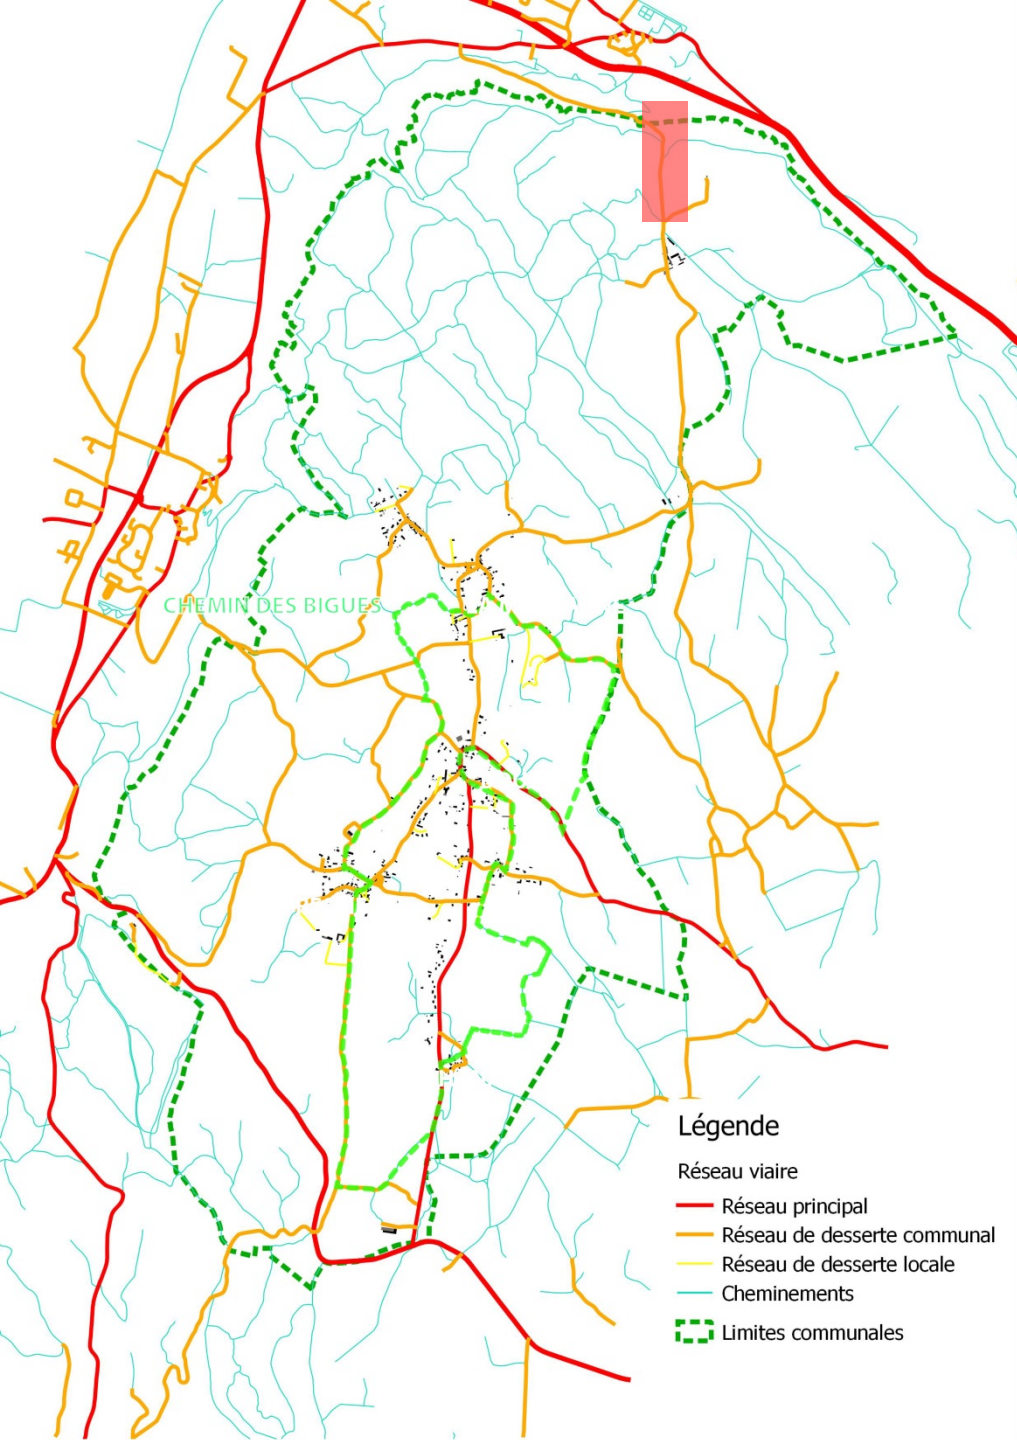 CHEMIN DES BIGUES
Légende
Réseau viaire
Réseau principal
Réseau de desserte communal
Réseau de desserte locale
Cheminements
Limites communales